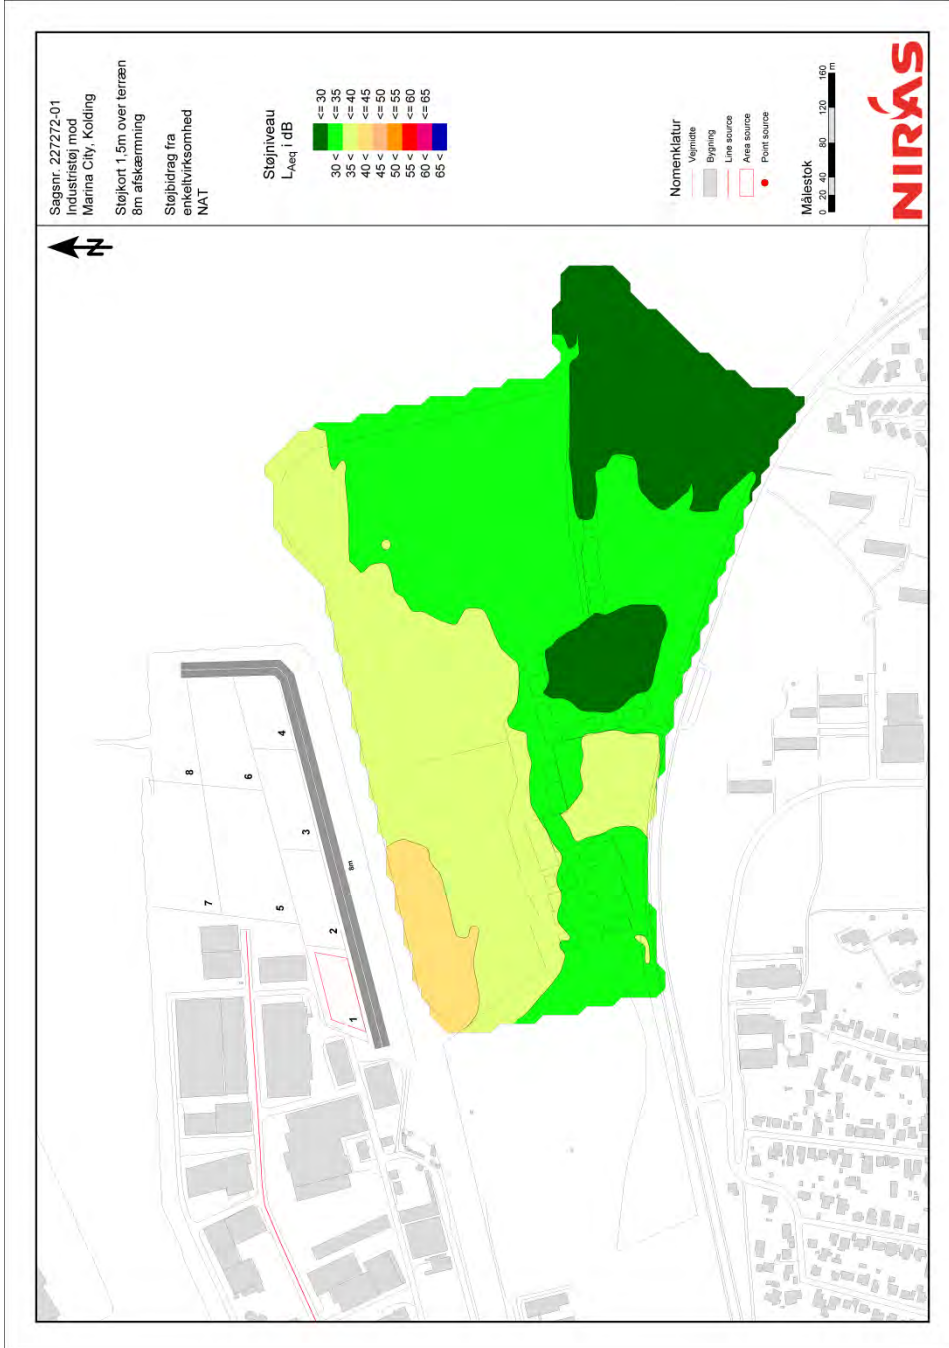 Sagsnr. 227272-01
Industristøj mod
Marina City, Kolding
Støjkort 1,5m over terræn
8m afskærmning
Støjbidrag fra
enkeltvirksomhed
NAT
Støjniveau
LAeq i dB
<= 30
30 < <= 35
35 < <= 40
40 < <= 45
45 < <= 50
50 < <= 55
55 < <= 60
60 < <= 65
65 <
Nomenklatur
Vejmidte
Bygning
Line source
Area source
Point source
Målestok
0 20 40 80 120 160
m
NIRAS
N
8
7
6
5
4
3
2
1
8m